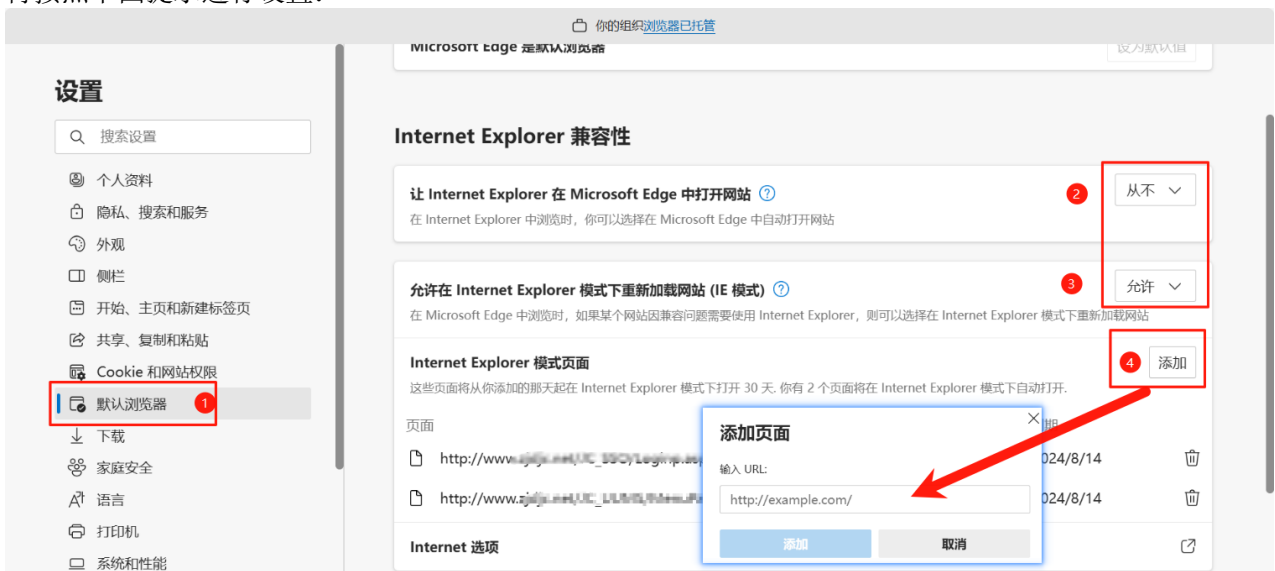 你的组织浏览器已托管
Microsoft Edge 是默认浏览器
设为默认值
设置
搜索设置
个人资料
隐私、搜索和服务
外观
侧栏
开始、主页和新建标签页
共享、复制和粘贴
Cookie 和网站权限
默认浏览器 1
下载
家庭安全
语言
打印机
系统和性能
Internet Explorer 兼容性
让 Internet Explorer 在 Microsoft Edge 中打开网站
2 从不
在 Internet Explorer 中浏览时，你可以选择在 Microsoft Edge 中自动打开网站
允许在 Internet Explorer 模式下重新加载网站 (IE 模式)
3 允许
在 Microsoft Edge 中浏览时，如果某个网站因兼容问题需要使用 Internet Explorer，则可以选择在 Internet Explorer 模式下重新加载网站
Internet Explorer 模式页面
4 添加
这些页面将从你添加的那天起在 Internet Explorer 模式下打开 30 天. 你有 2 个页面将在 Internet Explorer 模式下自动打开.
页面
http://www
024/8/14
http://www.
024/8/14
Internet 选项
添加页面
输入 URL:
http://example.com/
添加 取消